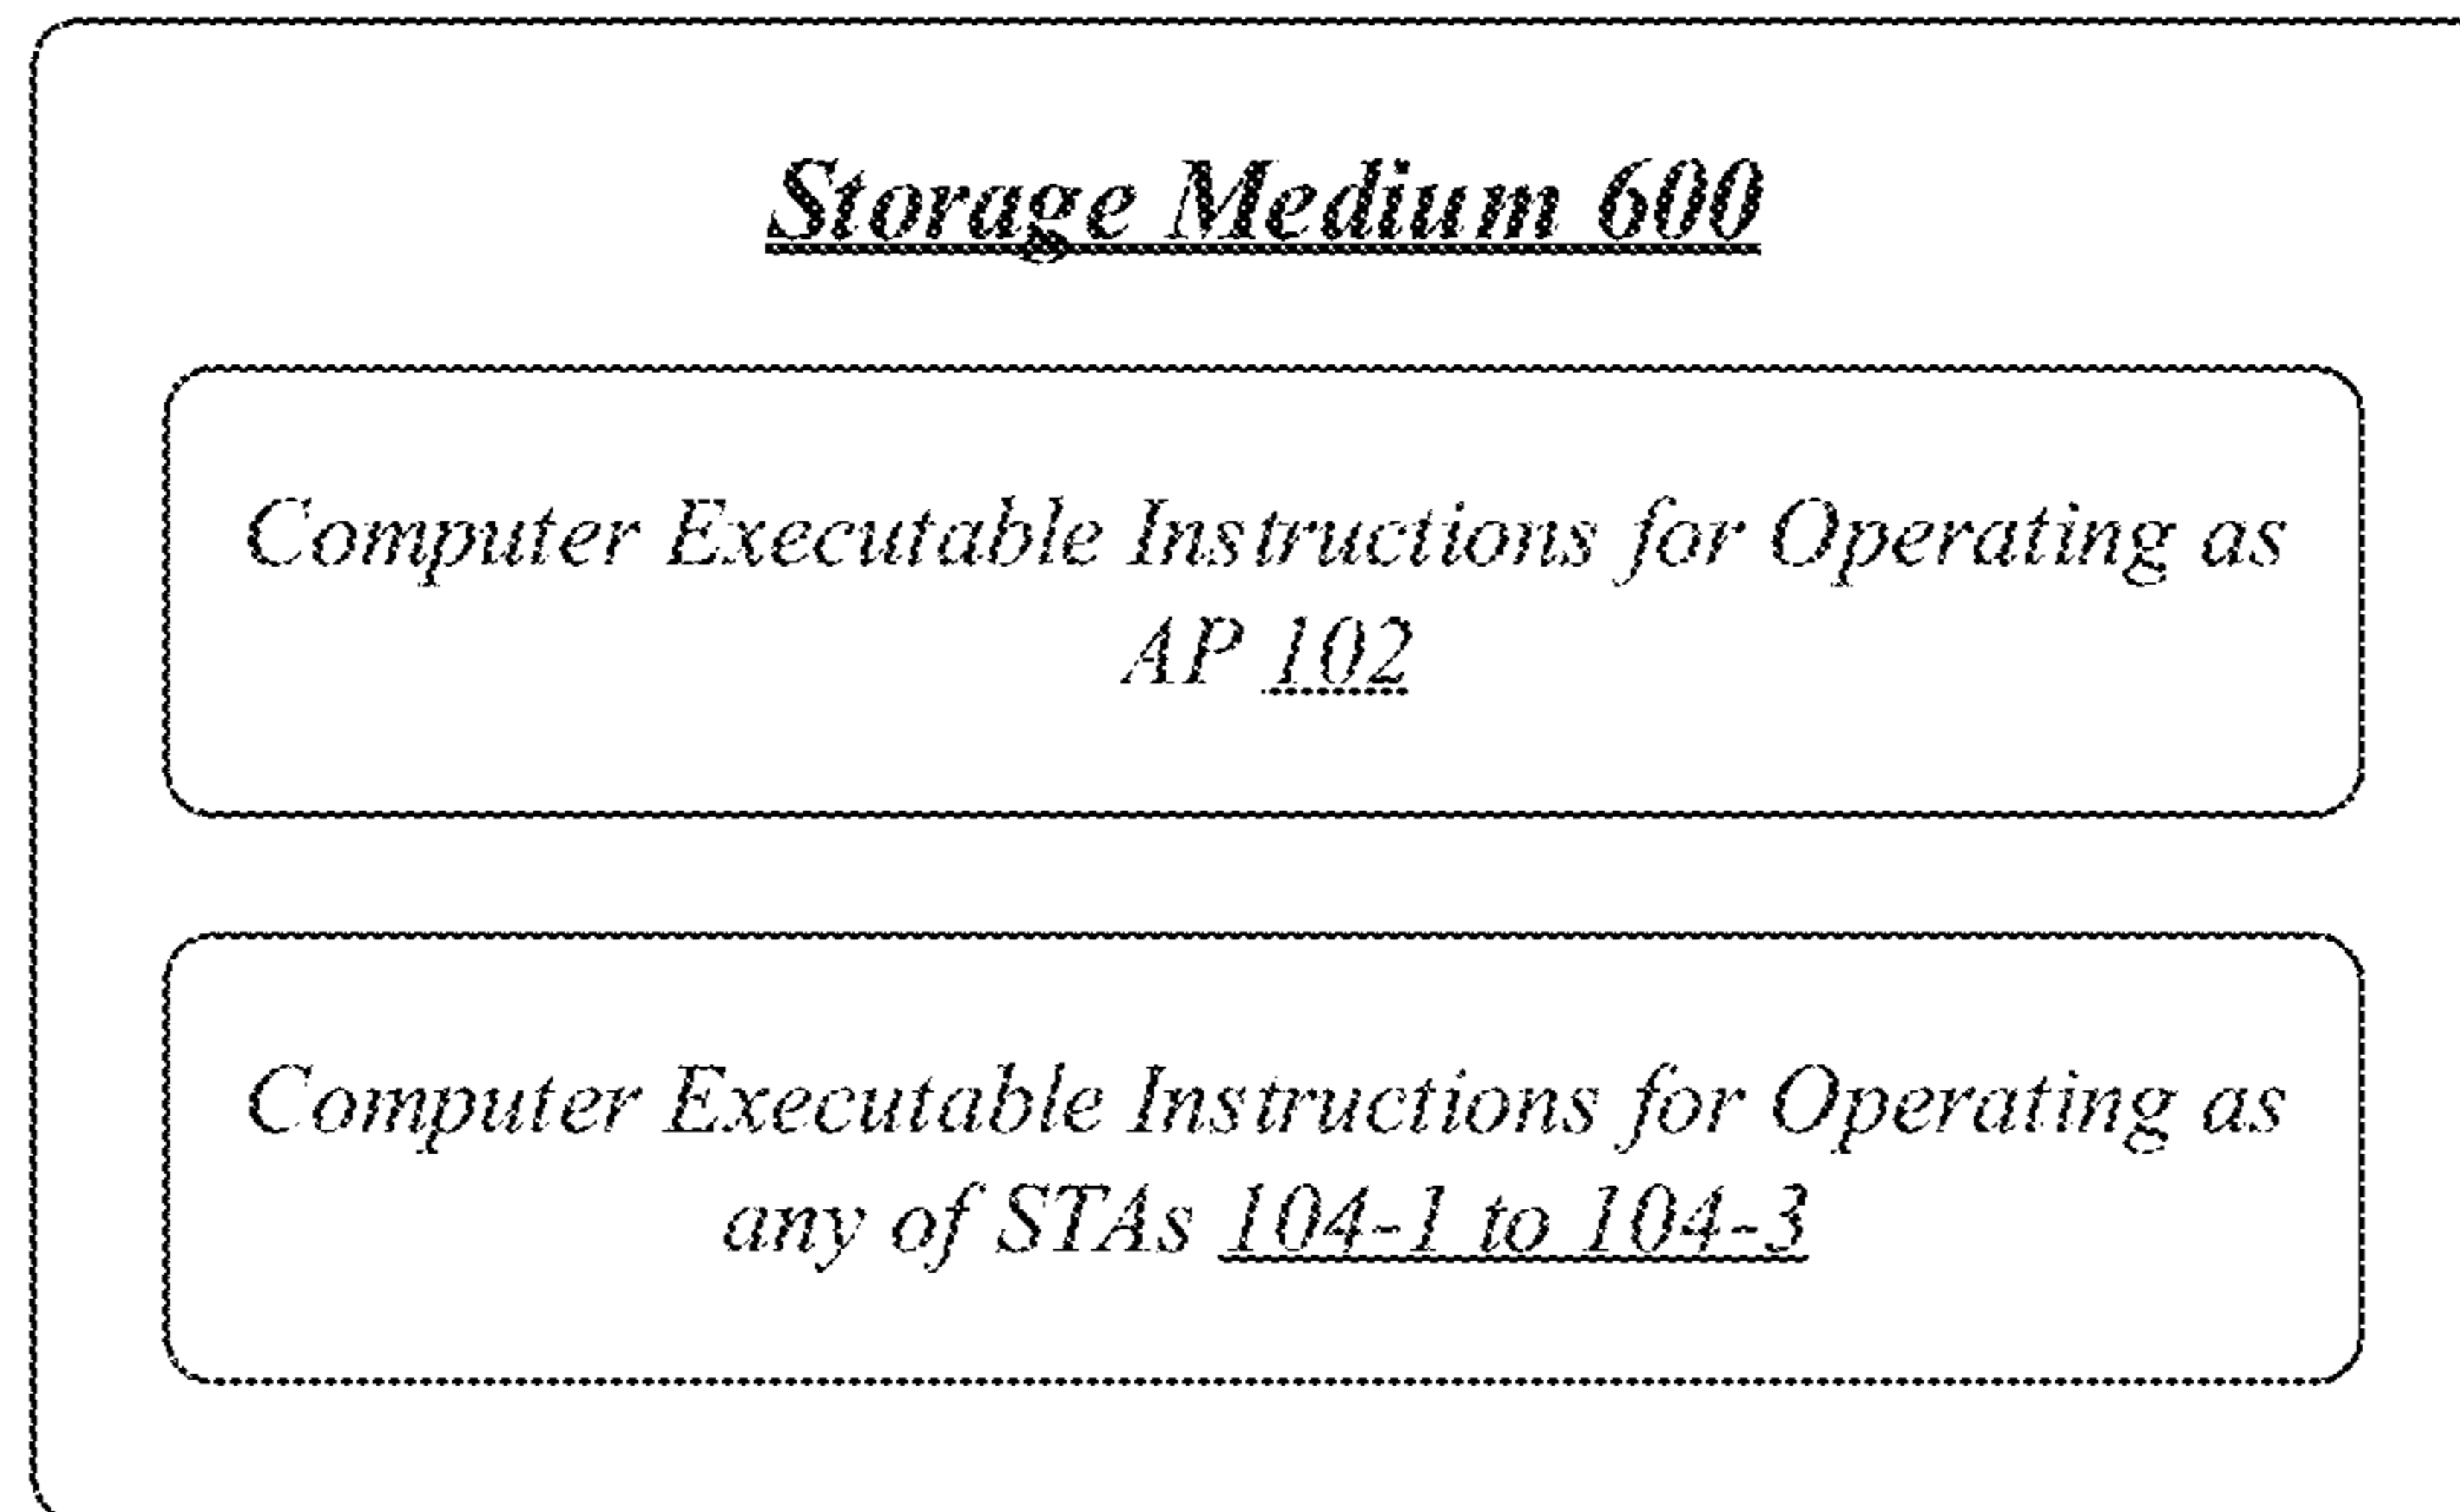 Storage Medium 600
Computer Executable Instructions for Operating as
AP 102
Computer Executable Instructions for Operating as
any of STAs 104-1 to 104-3